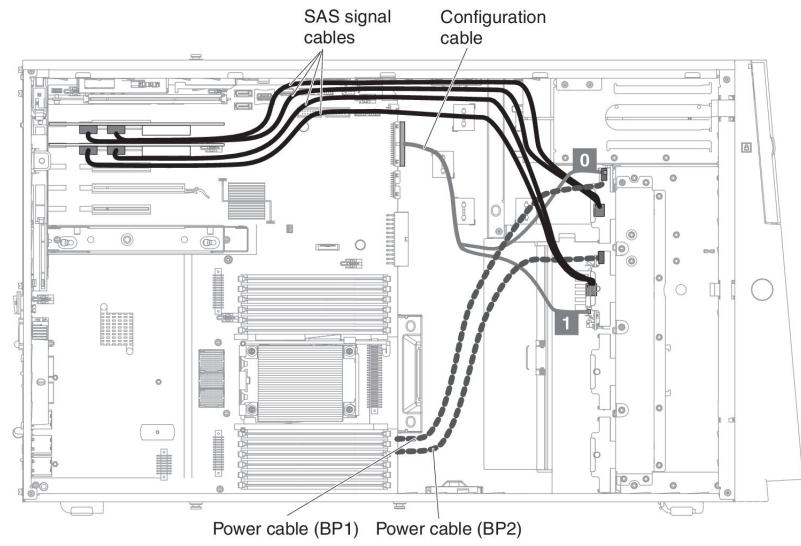 SAS signal
cables
Configuration
cable
0
1
Power cable (BP1)
Power cable (BP2)